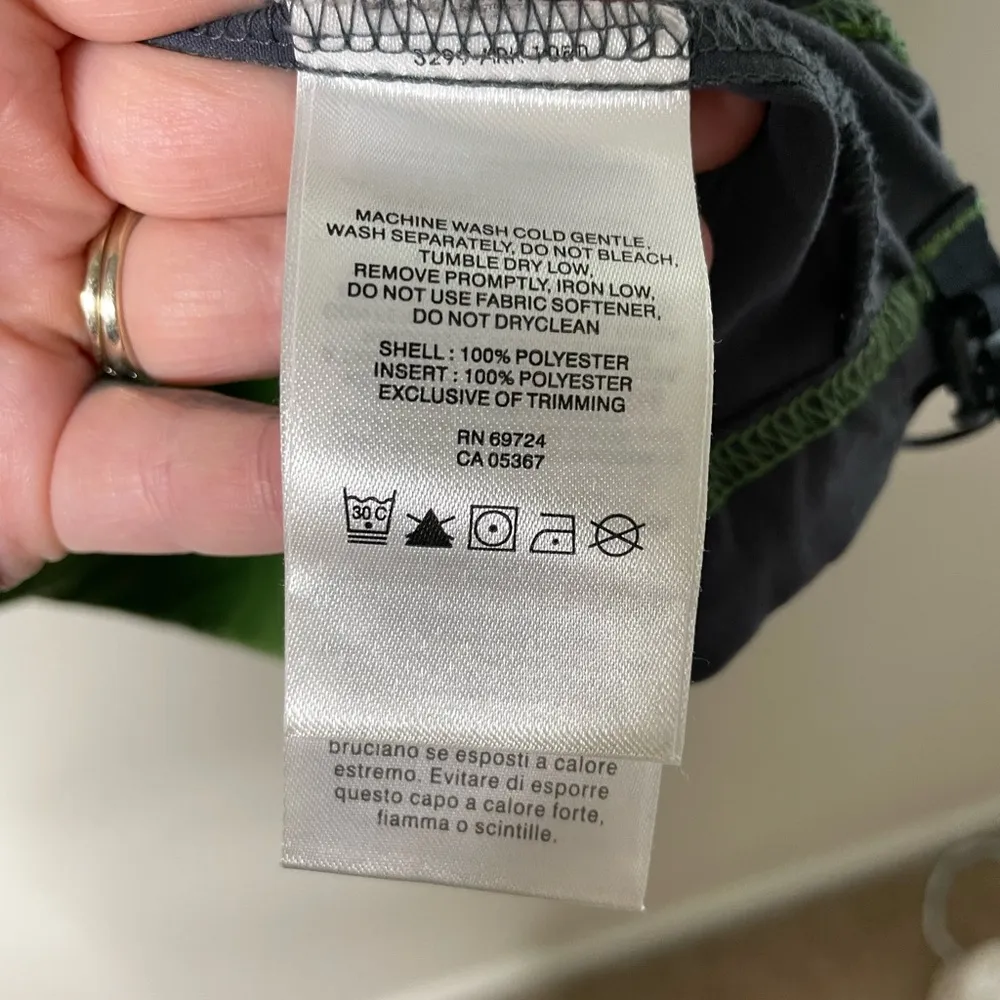 MACHINE WASH COLD GENTLE,
WASH SEPARATELY, DO NOT BLEACH,
TUMBLE DRY LOW,
REMOVE PROMPTLY, IRON LOW,
DO NOT USE FABRIC SOFTENER,
DO NOT DRYCLEAN
SHELL : 100% POLYESTER
INSERT : 100% POLYESTER
EXCLUSIVE OF TRIMMING
RN 69724
CA 05367
30 C
bruciano se esposti a calore
estremo. Evitare di esporre
questo capo a calore forte,
fiamma o scintille.